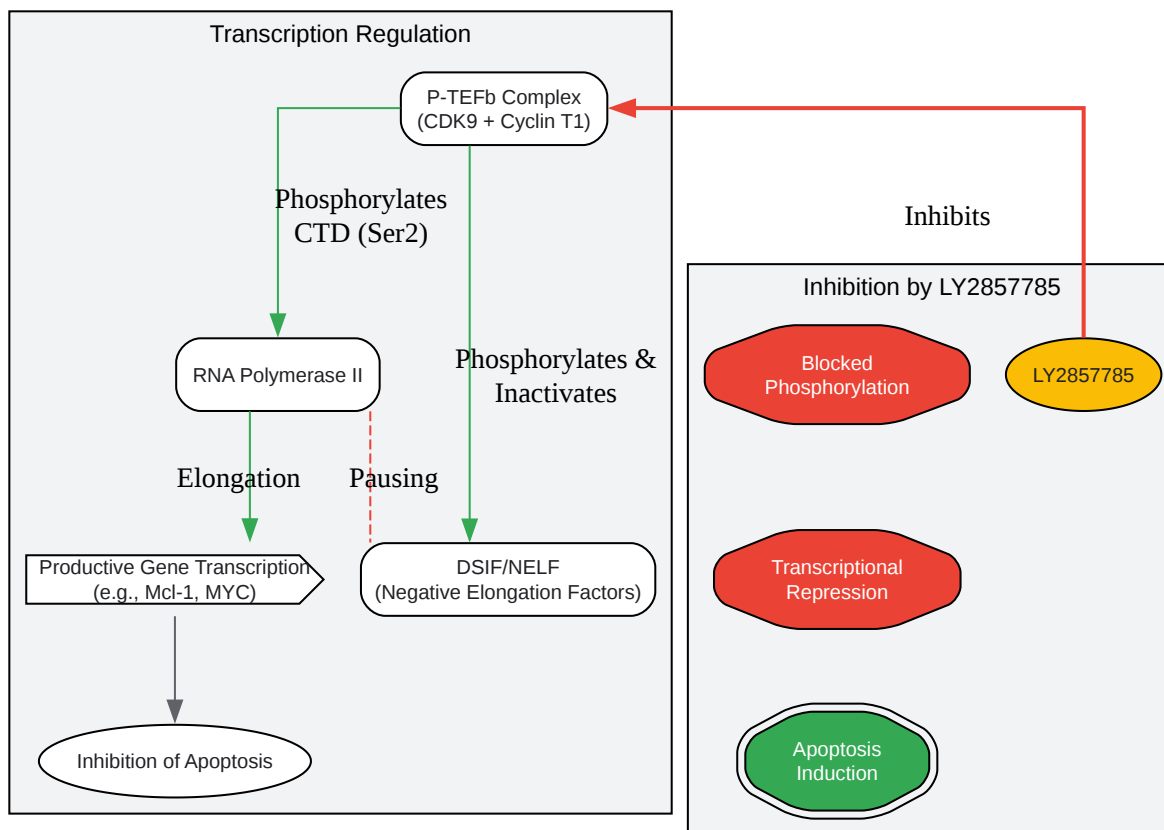 Transcription Regulation
P-TEFb Complex
(CDK9 + Cyclin T1)
Phosphorylates
CTD (Ser2)
Inhibits
Inhibition by LY2857785
RNA Polymerase II
Phosphorylates &
Inactivates
Blocked
Phosphorylation
LY2857785
Elongation
Pausing
Productive Gene Transcription
(e.g., Mcl-1, MYC)
DSIF/NELF
(Negative Elongation Factors)
Transcriptional
Repression
Inhibition of Apoptosis
Apoptosis
Induction